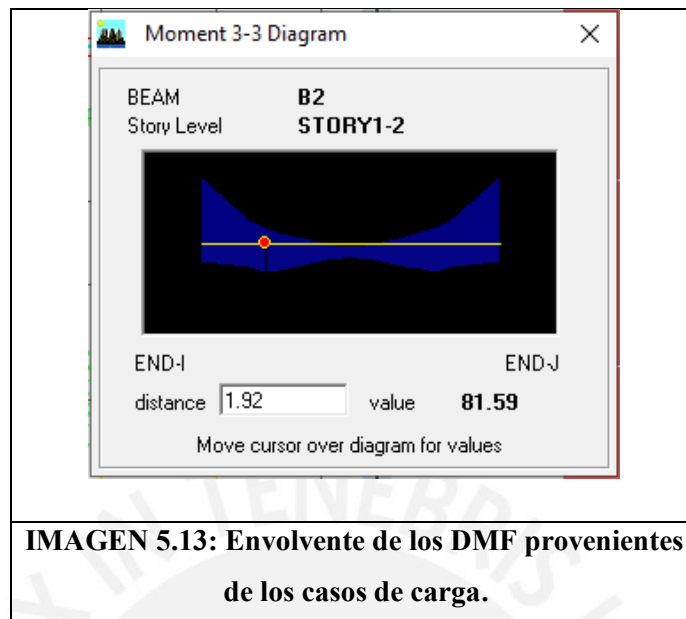 Moment 3-3 Diagram
BEAM B2
Story Level STORY1-2
END-I END-J
distance 1.92 value 81.59
Move cursor over diagram for values
IMAGEN 5.13: Envolvente de los DMF provenientes
de los casos de carga.